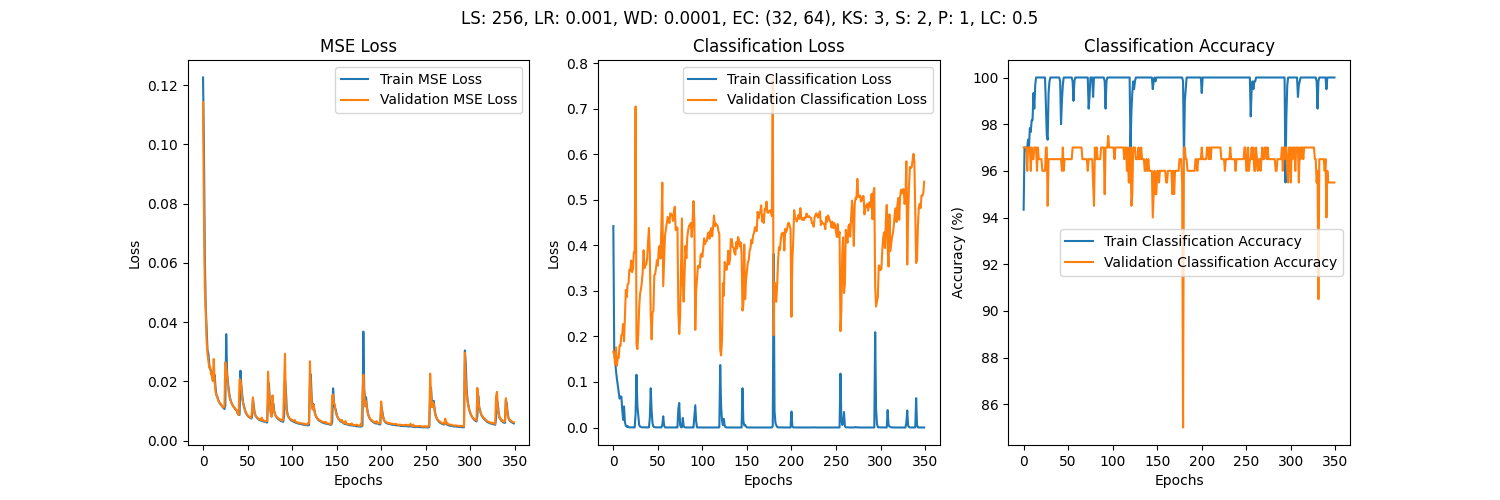 LS: 256, LR: 0.001, WD: 0.0001, EC: (32, 64), KS: 3, S: 2, P: 1, LC: 0.5
MSE Loss
Train MSE Loss
Validation MSE Loss
0.12
0.10
0.08
0.06
0.04
0.02
0.00
Loss
0 50 100 150 200 250 300 350
Epochs
Classification Loss
Train Classification Loss
Validation Classification Loss
0.8
0.7
0.6
0.5
0.4
0.3
0.2
0.1
0.0
Loss
0 50 100 150 200 250 300 350
Epochs
Classification Accuracy
100
98
96
94
92
90
88
86
Accuracy (%)
Train Classification Accuracy
Validation Classification Accuracy
0 50 100 150 200 250 300 350
Epochs